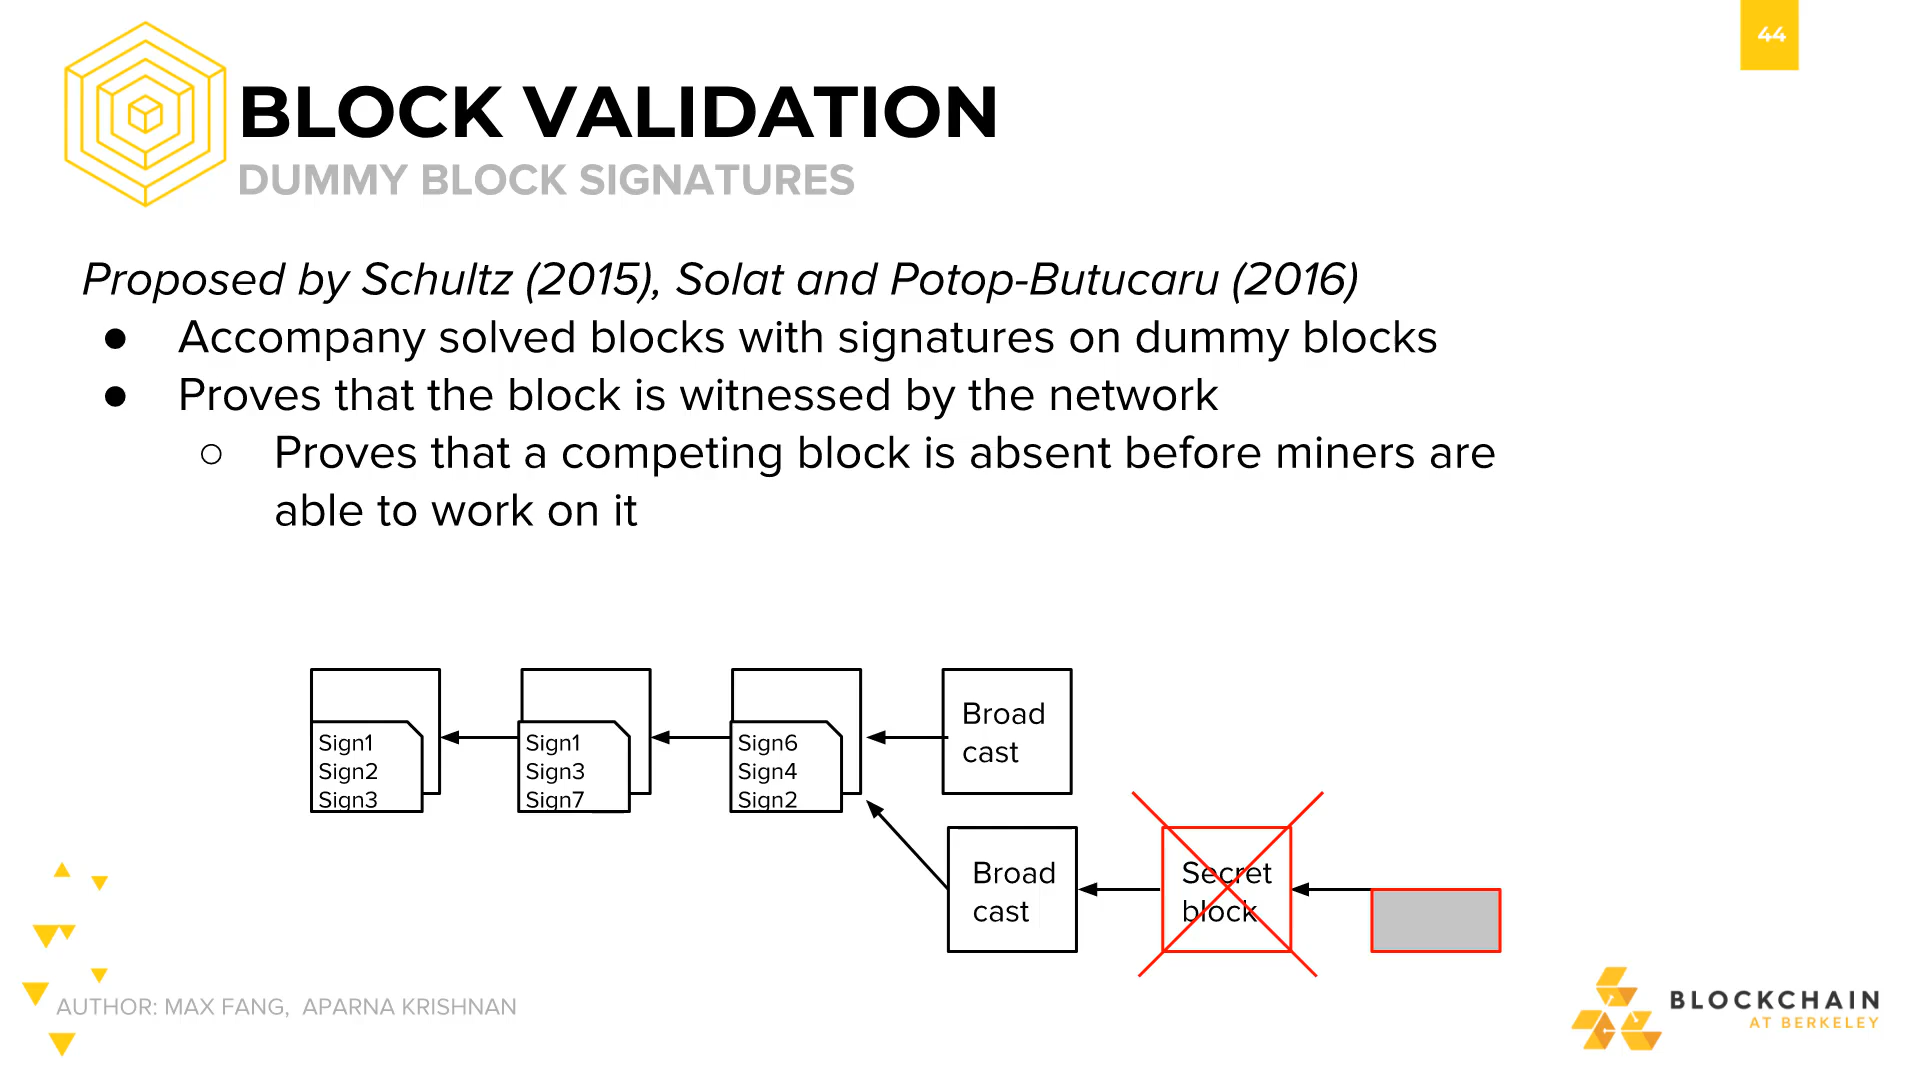 44
BLOCK VALIDATION
DUMMY BLOCK SIGNATURES
Proposed by Schultz (2015), Solat and Potop-Butucaru (2016)
● Accompany solved blocks with signatures on dummy blocks
● Proves that the block is witnessed by the network
○ Proves that a competing block is absent before miners are
able to work on it
Sign1
Sign2
Sign3
Sign1
Sign3
Sign7
Sign6
Sign4
Sign2
Broad
cast
Broad
cast
Secret
block
AUTHOR: MAX FANG, APARNA KRISHNAN
BLOCKCHAIN
AT BERKELEY